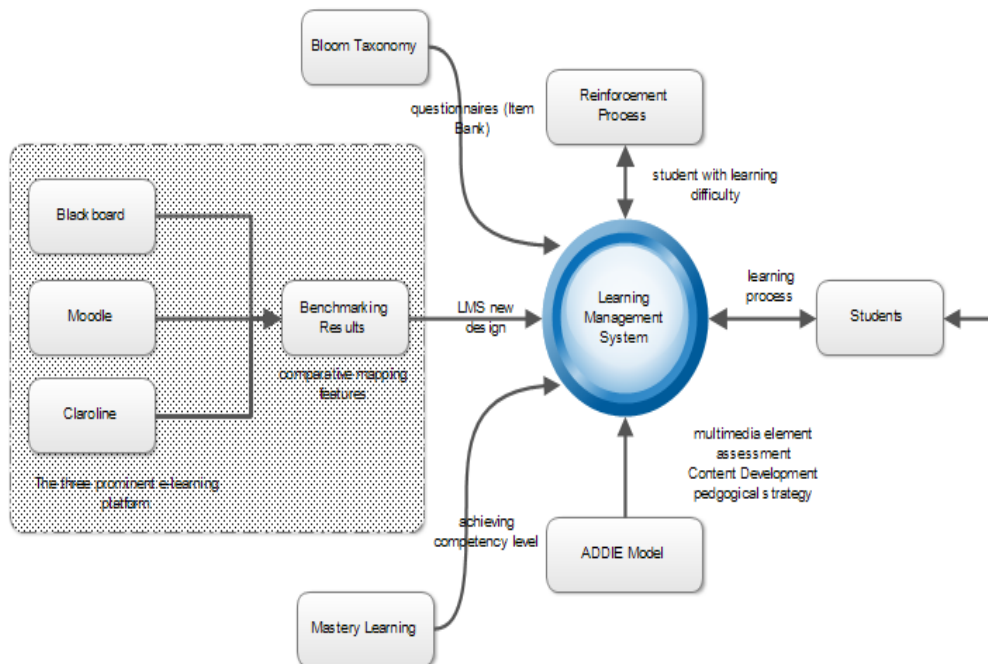 Bloom Taxonomy
questionnaires (Item
Bank)
Reinforcement
Process
student with learning
difficulty
Blackboard
Moodle
Claroline
The three prominent e-learning
platform
Benchmarking
Results
comparative mapping
features
LMS new
design
Learning
Management
System
learning
process
Students
multimedia element
assessment
Content Development
pedgogical strategy
achieving
competency level
ADDIE Model
Mastery Learning